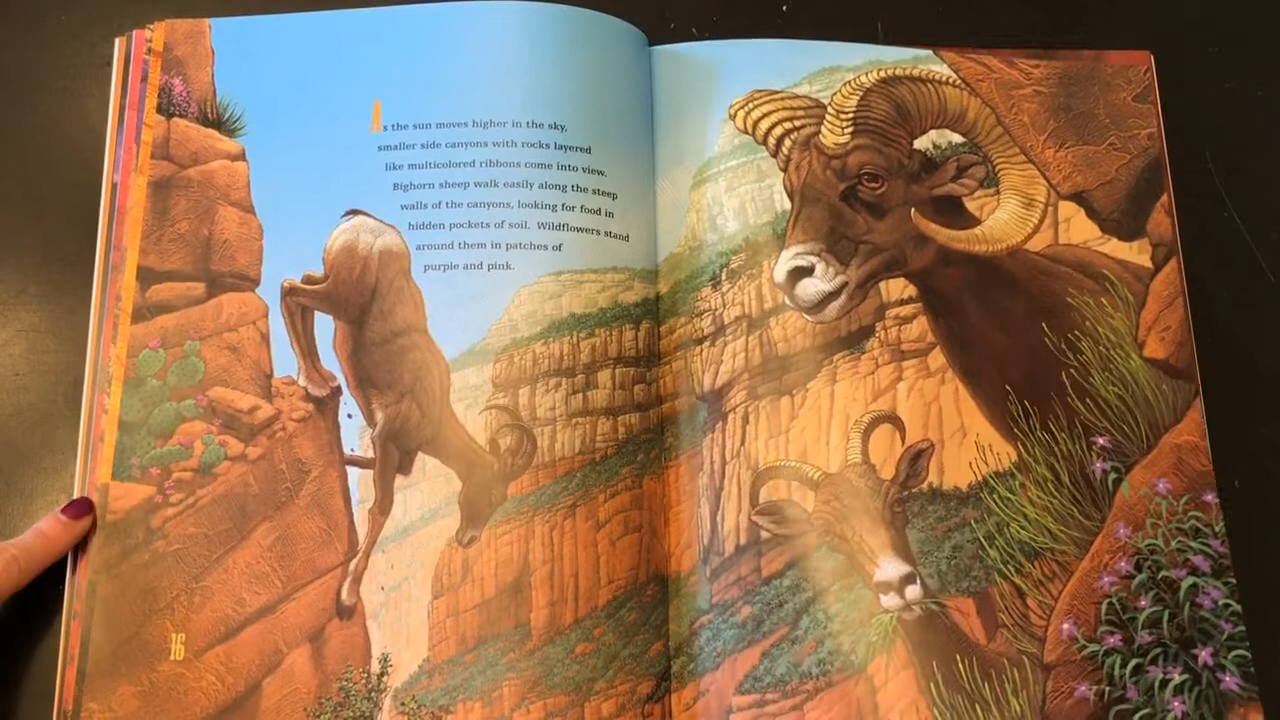 As the sun moves higher in the sky,
smaller side canyons with rocks layered
like multicolored ribbons come into view.
Bighorn sheep walk easily along the steep
walls of the canyons, looking for food in
hidden pockets of soil. Wildflowers stand
around them in patches of
purple and pink.
16